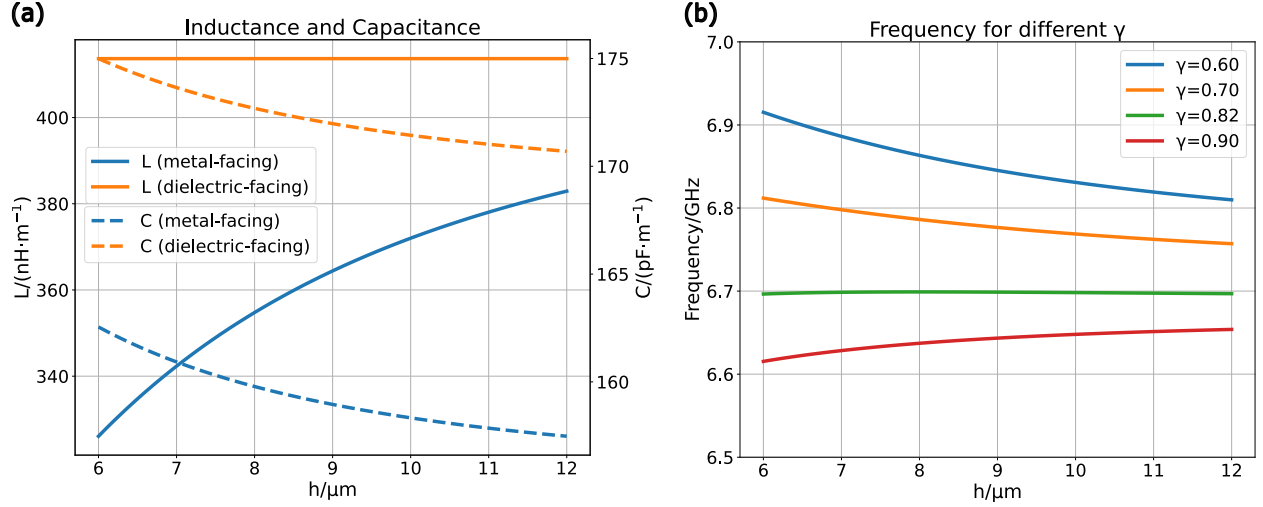 (a)
Inductance and Capacitance
L/(nH·m⁻¹)
400
380
360
340
L (metal-facing)
L (dielectric-facing)
C (metal-facing)
C (dielectric-facing)
175
170
165
160
C/(pF·m⁻¹)
6 7 8 9 10 11 12
h/μm
(b)
Frequency for different γ
Frequency/GHz
7.0
6.9
6.8
6.7
6.6
6.5
γ=0.60
γ=0.70
γ=0.82
γ=0.90
6 7 8 9 10 11 12
h/μm